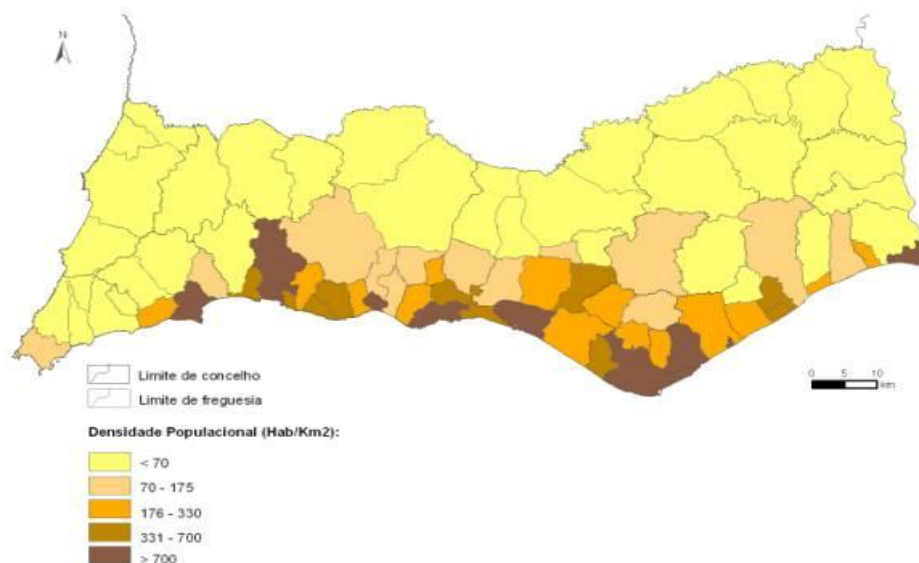 N
0 5 10
km
Limite de concelho
Limite de freguesia
Densidade Populacional (Hab/Km2):
< 70
70 - 175
176 - 330
331 - 700
> 700